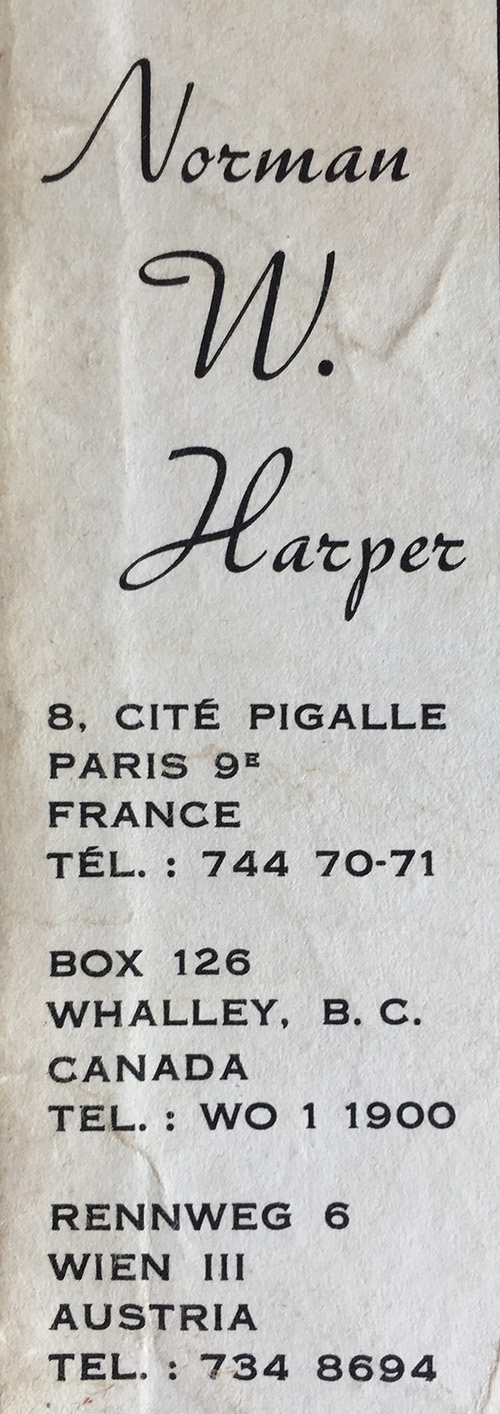 Norman
W.
Harper
8, CITÉ PIGALLE
PARIS 9ᴱ
FRANCE
TÉL. : 744 70-71
BOX 126
WHALLEY, B. C.
CANADA
TEL. : WO 1 1900
RENNWEG 6
WIEN III
AUSTRIA
TEL. : 734 8694